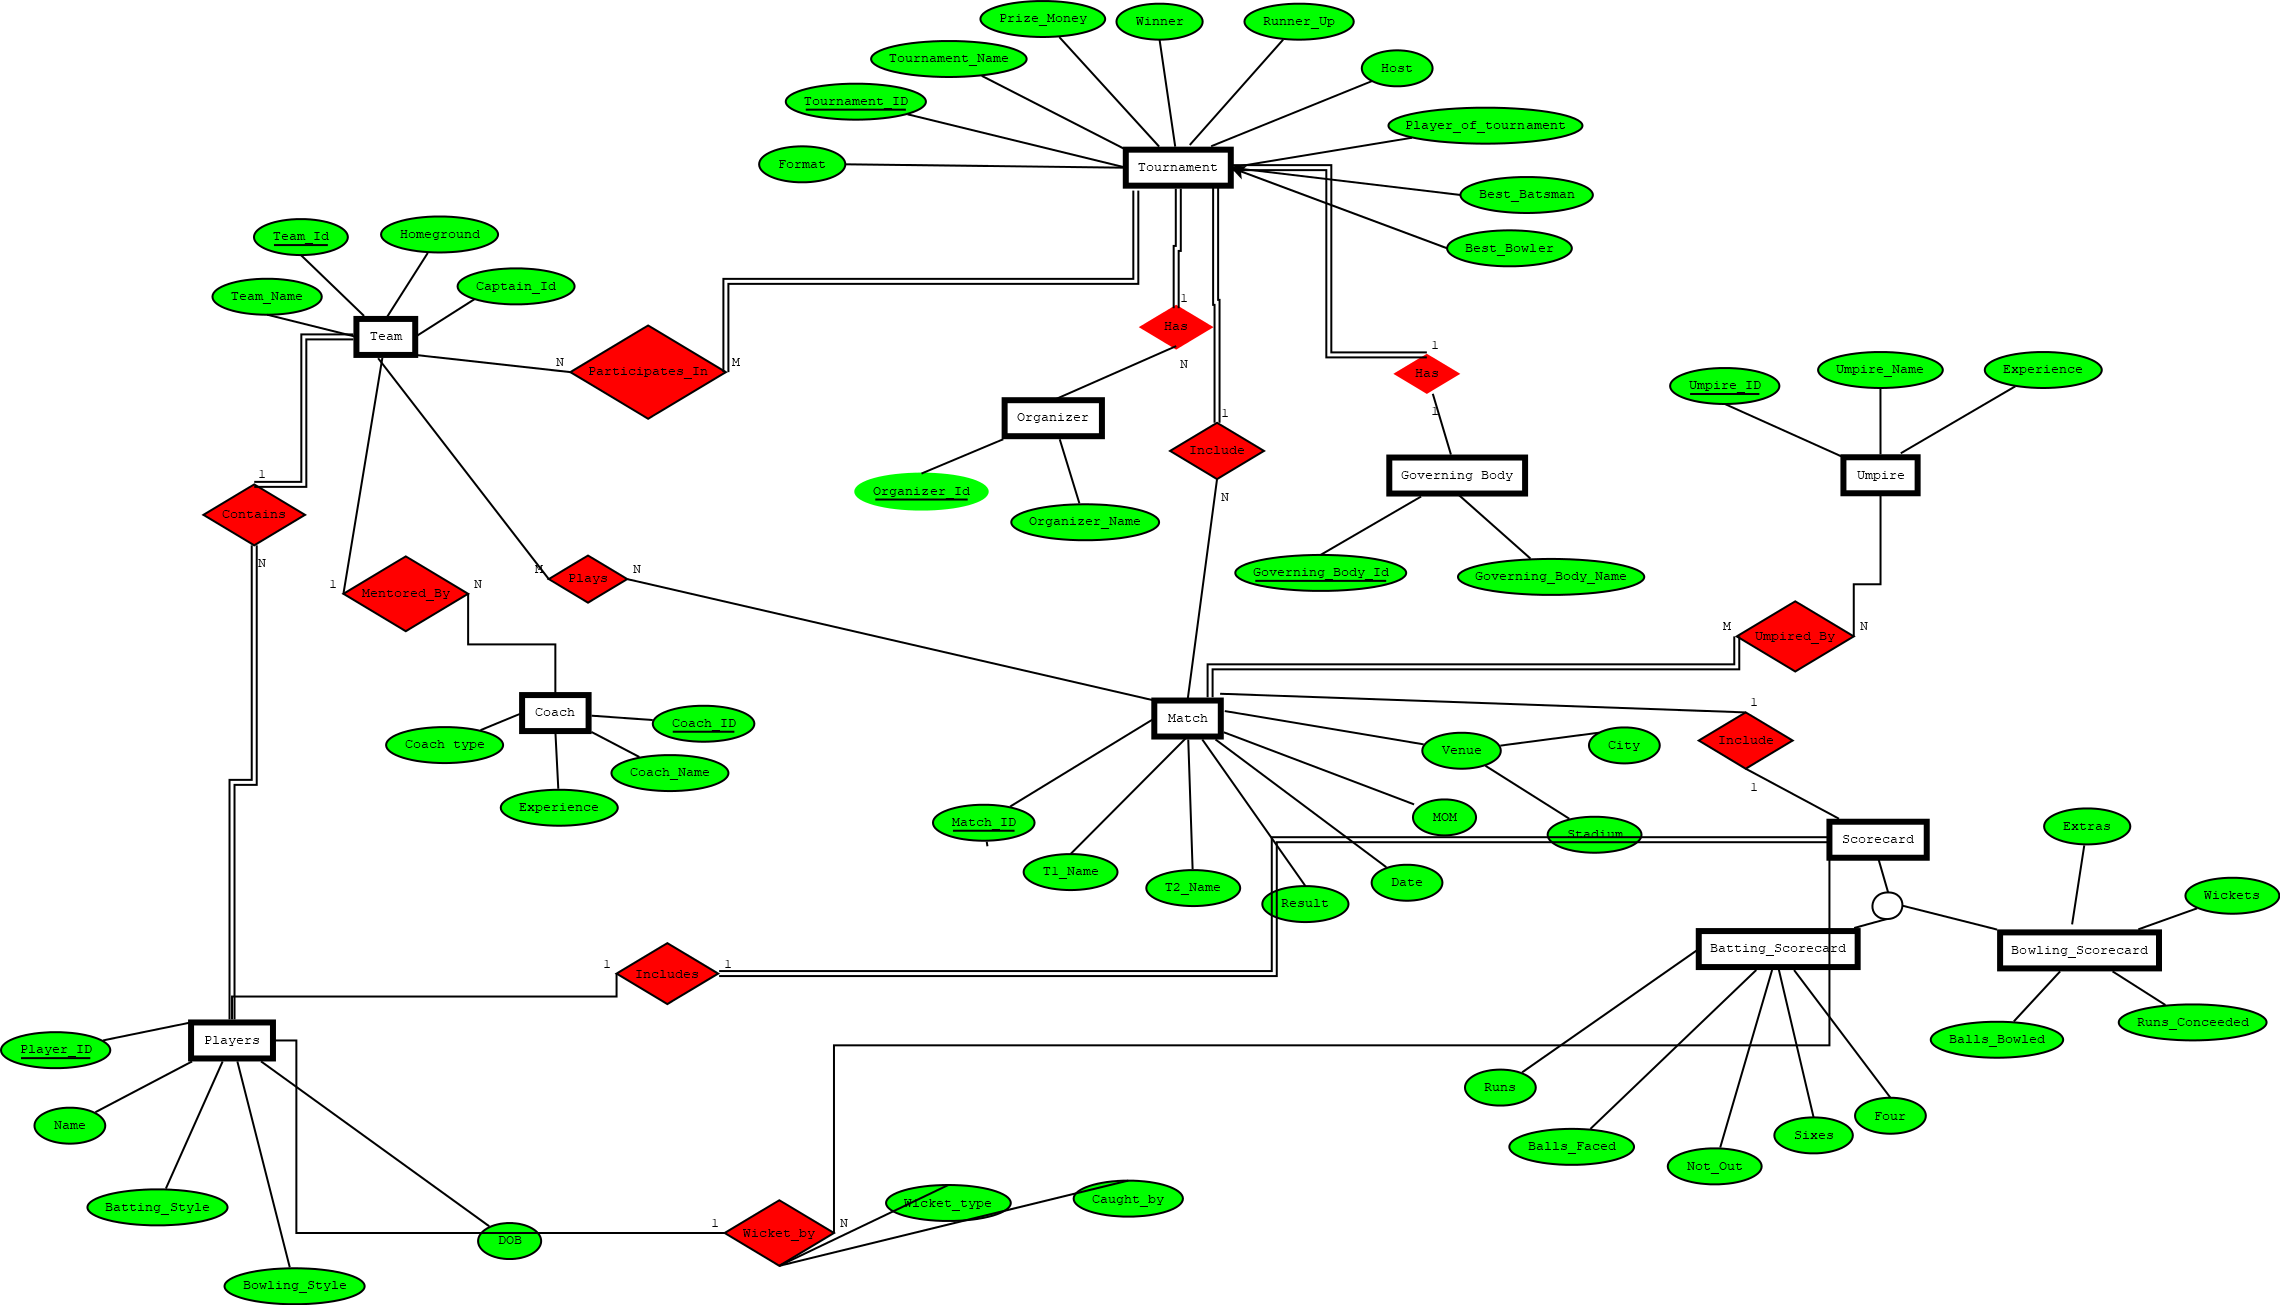 Prize_Money
Winner
Runner_Up
Tournament_Name
Host
Tournament_ID
Player_of_tournament
Format
Tournament
Best_Batsman
Team_Id
Homeground
Best_Bowler
Team_Name
Captain_Id
1
Has
Team
N
M
1
Participates_In
N
Has
1
Umpire_ID
Umpire_Name
Experience
Organizer
1
Include
1
Governing Body
Umpire
Organizer_Id
N
Contains
Organizer_Name
N
M
N
Plays
Governing_Body_Id
Governing_Body_Name
1
Mentored_By
N
M
Umpired_By
N
Coach
Coach_ID
Match
1
Include
1
Coach type
Coach_Name
Experience
Venue
City
Match_ID
MOM
Stadium
Scorecard
Extras
T1_Name
T2_Name
Result
Date
Wickets
Batting_Scorecard
Bowling_Scorecard
1
Includes
1
Players
Player_ID
Balls_Bowled
Runs_Conceeded
Runs
Four
Name
Sixes
Balls_Faced
Not_Out
Batting_Style
Wicket_type
Caught_by
1
Wicket_by
N
DOB
Bowling_Style